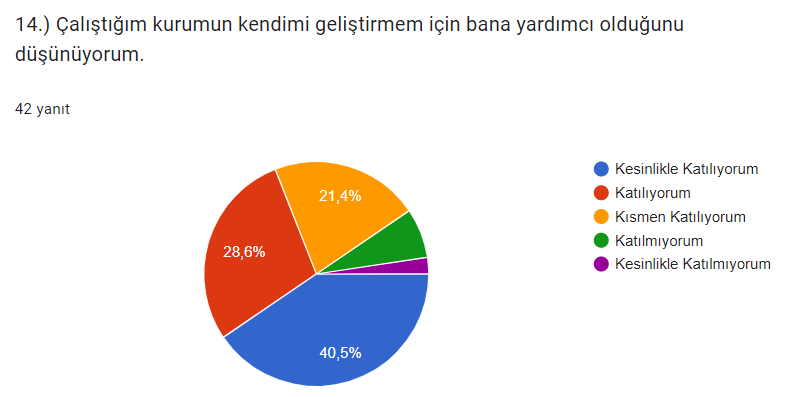 14.) Çalıştığım kurumun kendimi geliştirmem için bana yardımcı olduğunu
düşünüyorum.
42 yanıt
21,4%
28,6%
40,5%
Kesinlikle Katılıyorum
Katılıyorum
Kısmen Katılıyorum
Katılmıyorum
Kesinlikle Katılmıyorum